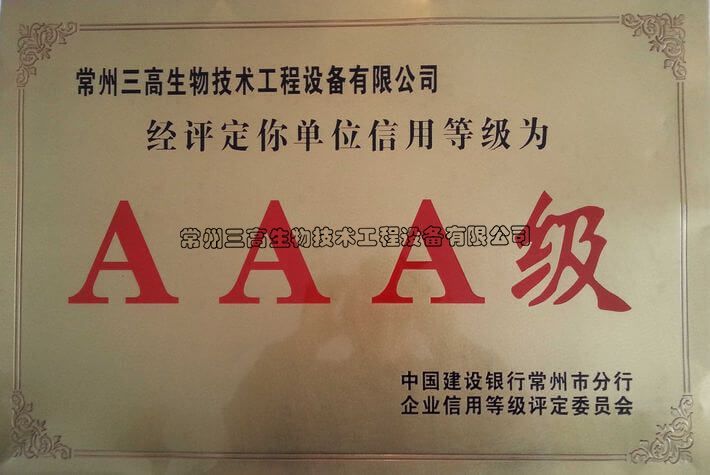 常州三高生物技术工程设备有限公司
经评定你单位信用等级为
AAA级
常州三高生物技术工程设备有限公司
中国建设银行常州市分行
企业信用等级评定委员会